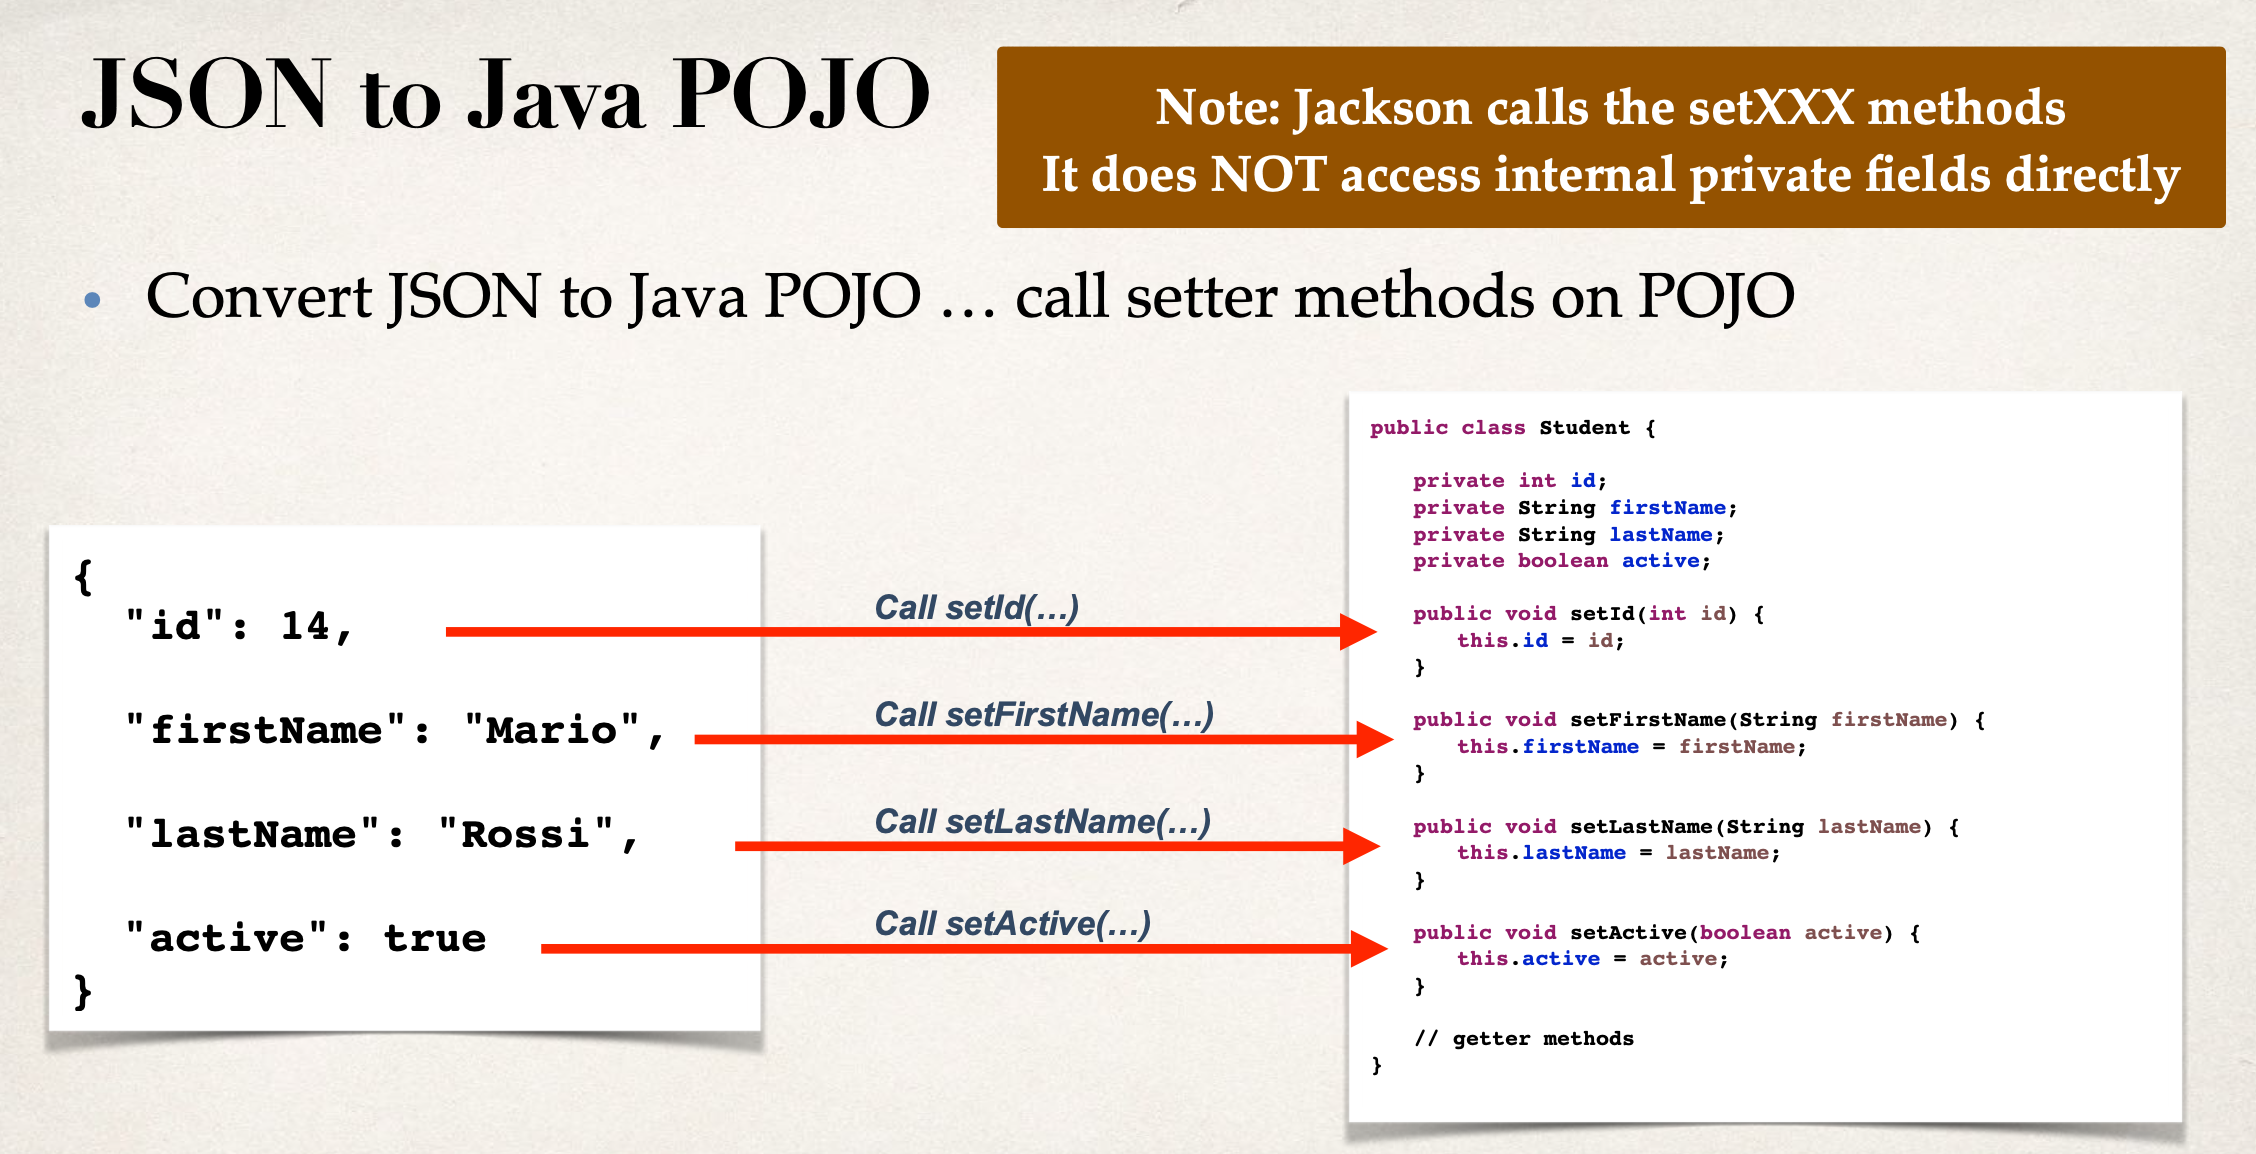 JSON to Java POJO
Note: Jackson calls the setXXX methods
It does NOT access internal private fields directly
• Convert JSON to Java POJO … call setter methods on POJO
{
"id": 14,
"firstName": "Mario",
"lastName": "Rossi",
"active": true
}
Call setId(…)
Call setFirstName(…)
Call setLastName(…)
Call setActive(…)
public class Student {
private int id;
private String firstName;
private String lastName;
private boolean active;
public void setId(int id) {
this.id = id;
}
public void setFirstName(String firstName) {
this.firstName = firstName;
}
public void setLastName(String lastName) {
this.lastName = lastName;
}
public void setActive(boolean active) {
this.active = active;
}
// getter methods
}